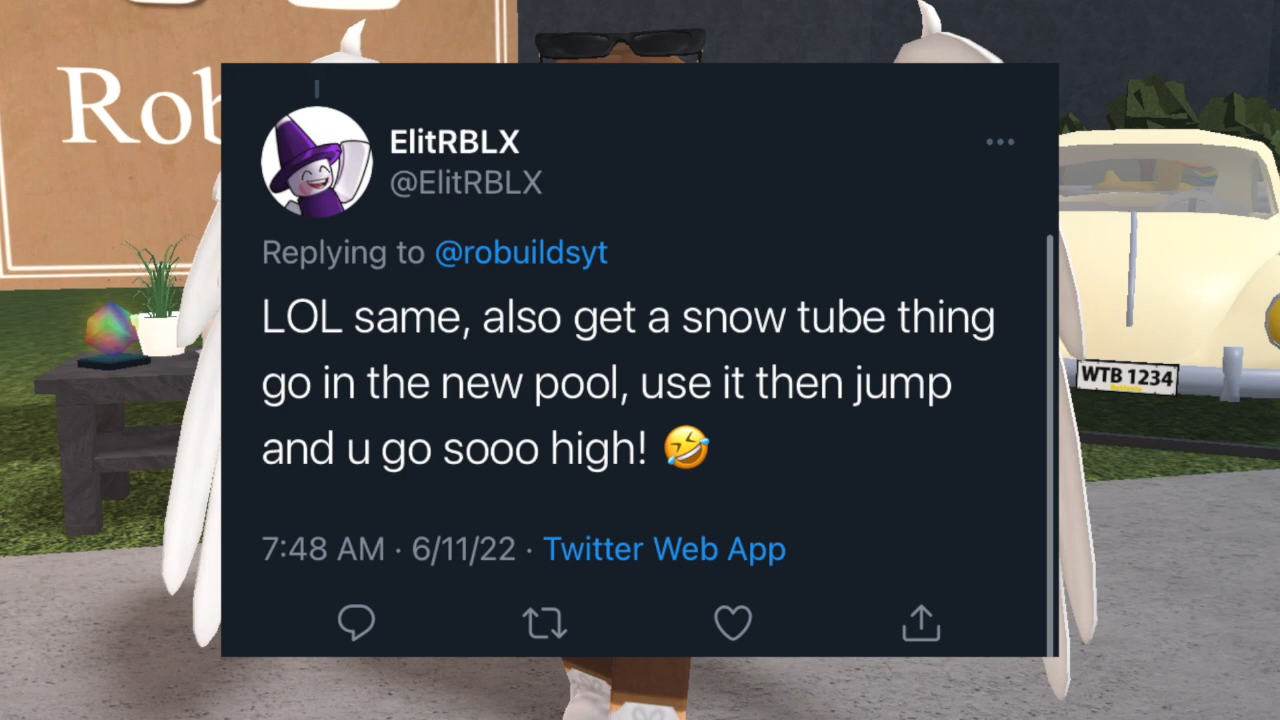 Rob
ElitRBLX
@ElitRBLX
Replying to @robuildsyt
LOL same, also get a snow tube thing
go in the new pool, use it then jump
and u go sooo high! 🤣
7:48 AM · 6/11/22 · Twitter Web App
WTB 1234